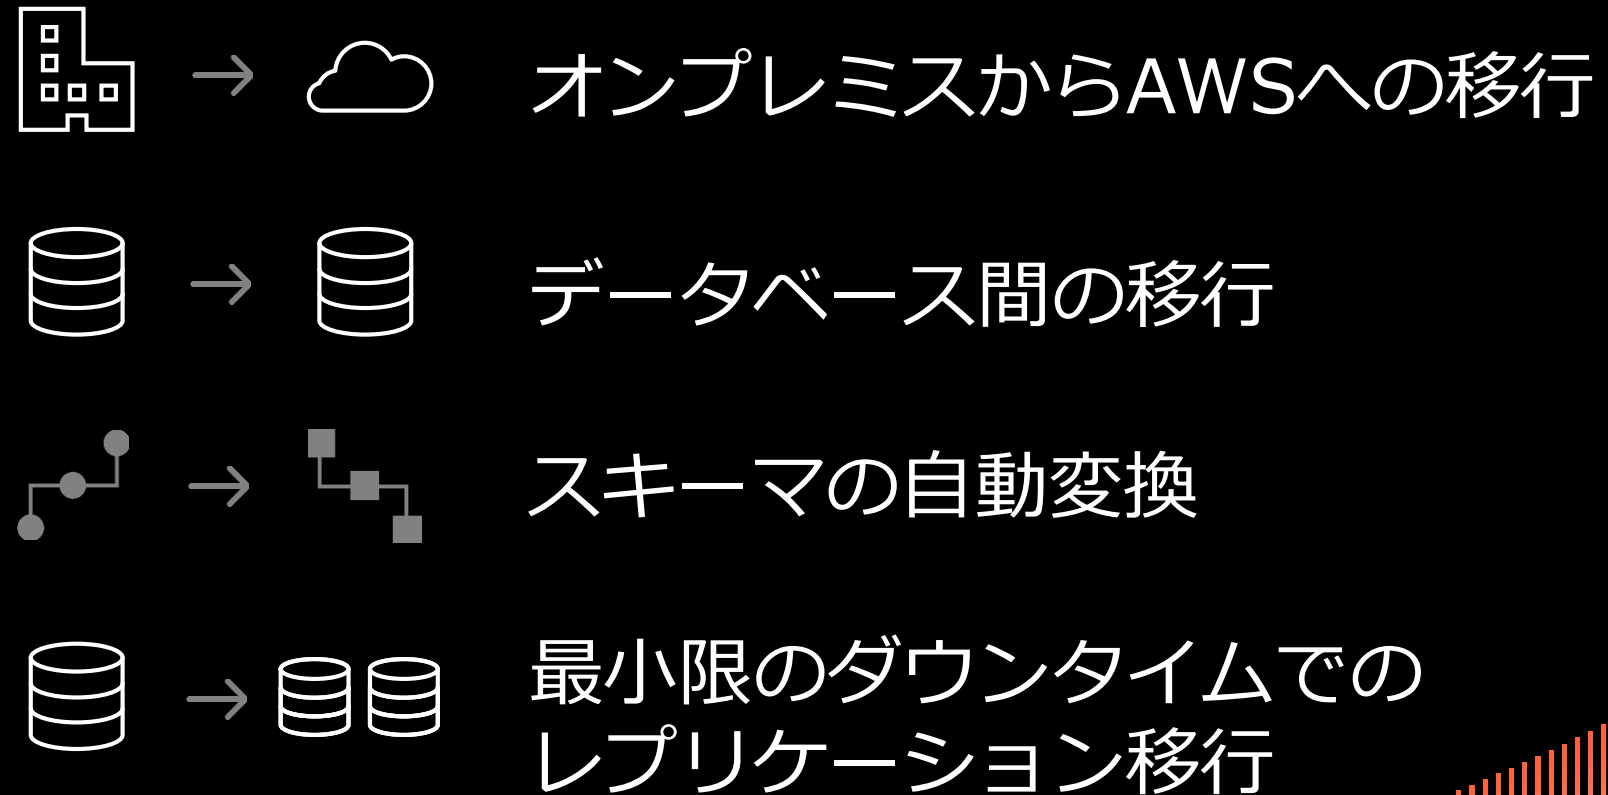 オンプレミスからAWSへの移行
データベース間の移行
スキーマの自動変換
最小限のダウンタイムでの
レプリケーション移行